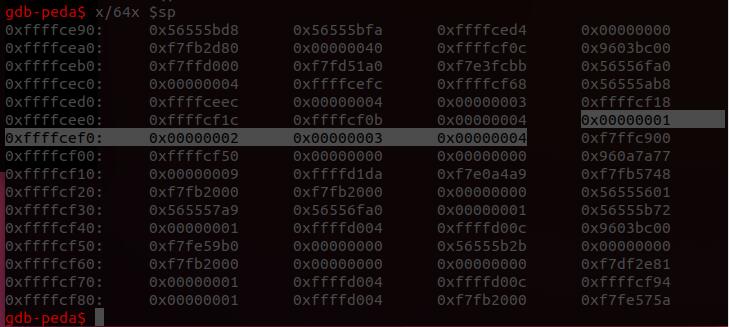 gdb-peda$ x/64x $sp
0xffffce90: 0x56555bd8 0x56555bfa 0xffffced4 0x00000000
0xffffcea0: 0xf7fb2d80 0x00000040 0xffffcf0c 0x9603bc00
0xffffceb0: 0xf7ffd000 0xf7fd51a0 0xf7e3fcbb 0x56556fa0
0xffffcec0: 0x00000004 0xffffcefc 0xffffcf68 0x56555ab8
0xffffced0: 0xffffceec 0x00000004 0x00000003 0xffffcf18
0xffffcee0: 0xffffcf1c 0xffffcf0b 0x00000004 0x00000001
0xffffcef0: 0x00000002 0x00000003 0x00000004 0xf7ffc900
0xffffcf00: 0xffffcf50 0x00000000 0x00000000 0x960a7a77
0xffffcf10: 0x00000009 0xffffd1da 0xf7e0a4a9 0xf7fb5748
0xffffcf20: 0xf7fb2000 0xf7fb2000 0x00000000 0x56555601
0xffffcf30: 0x565557a9 0x56556fa0 0x00000001 0x56555b72
0xffffcf40: 0x00000001 0xffffd004 0xffffd00c 0x9603bc00
0xffffcf50: 0xf7fe59b0 0x00000000 0x56555b2b 0x00000000
0xffffcf60: 0xf7fb2000 0x00000000 0x00000000 0xf7df2e81
0xffffcf70: 0x00000001 0xffffd004 0xffffd00c 0xffffcf94
0xffffcf80: 0x00000001 0xffffd004 0xf7fb2000 0xf7fe575a
gdb-peda$